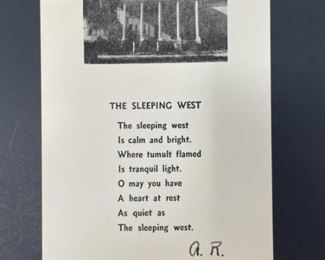 THE SLEEPING WEST
The sleeping west
Is calm and bright.
Where tumult flamed
Is tranquil light.
O may you have
A heart at rest
As quiet as
The sleeping west.
a. R.